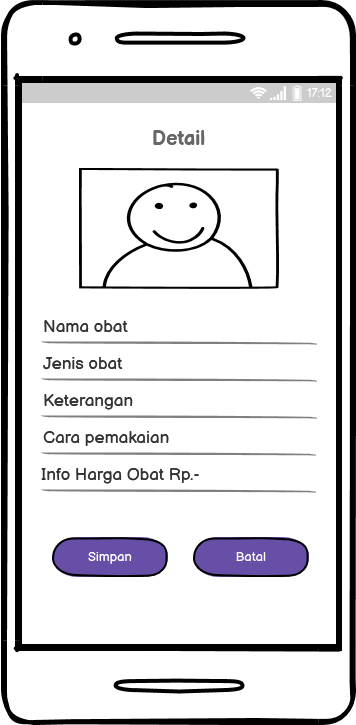 17:12
Detail
Nama obat
Jenis obat
Keterangan
Cara pemakaian
Info Harga Obat Rp.-
Simpan
Batal